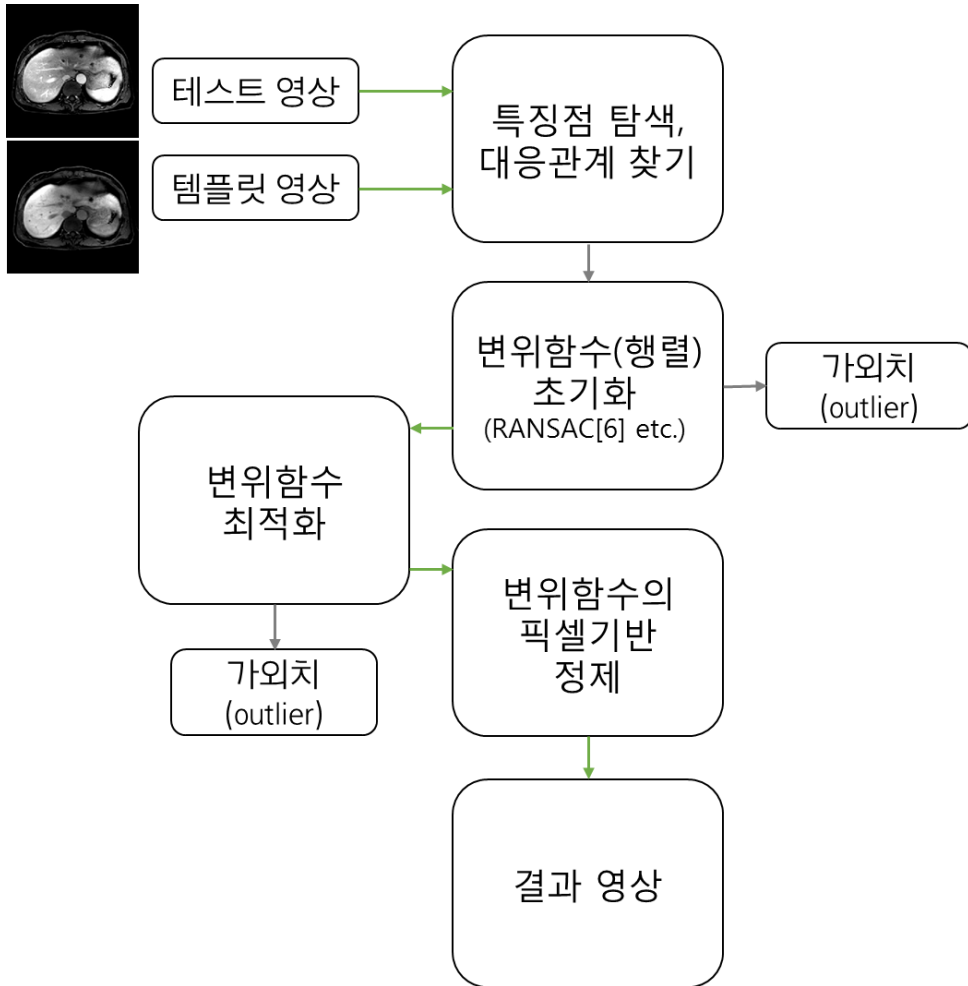 테스트 영상
템플릿 영상
특징점 탐색,
대응관계 찾기
변위함수(행렬)
초기화
(RANSAC[6] etc.)
가외치
(outlier)
변위함수
최적화
가외치
(outlier)
변위함수의
픽셀기반
정제
결과 영상